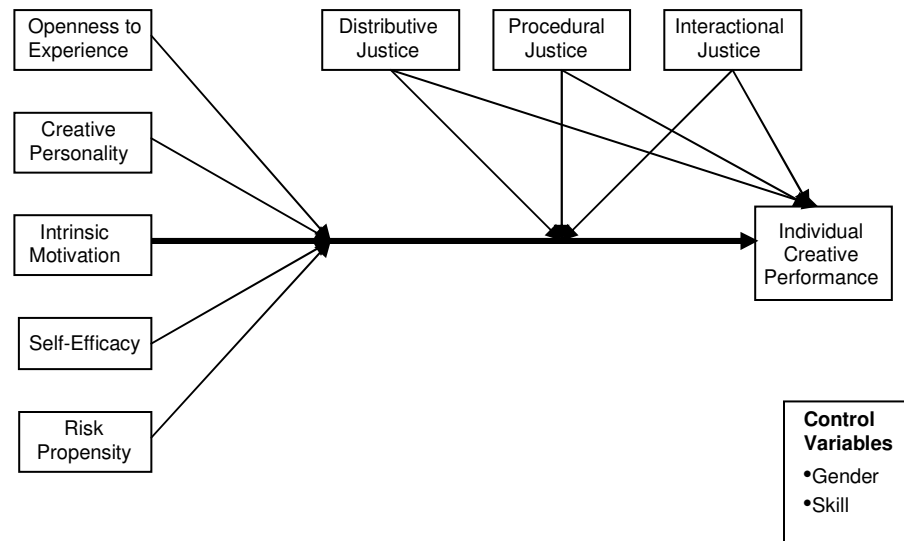 Openness to
Experience
Distributive
Justice
Procedural
Justice
Interactional
Justice
Creative
Personality
Intrinsic
Motivation
Individual
Creative
Performance
Self-Efficacy
Risk
Propensity
Control
Variables
•Gender
•Skill